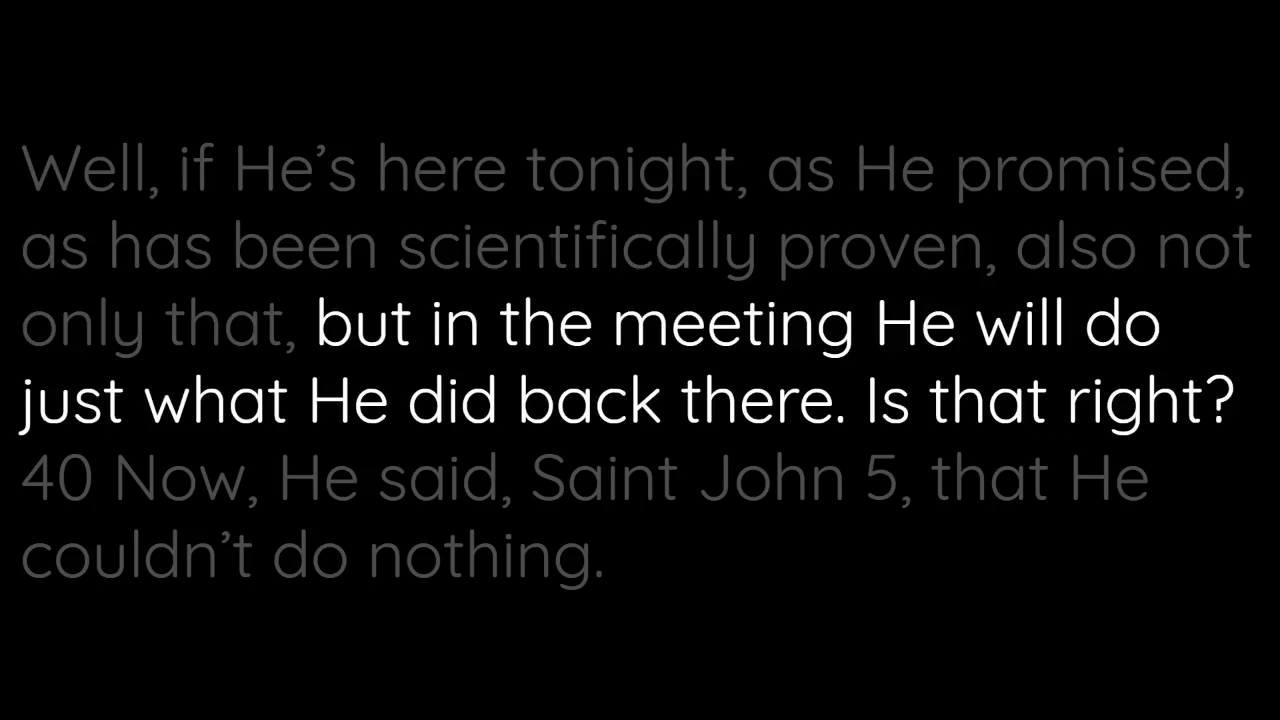 Well, if He’s here tonight, as He promised,
as has been scientifically proven, also not
only that, but in the meeting He will do
just what He did back there. Is that right?
40 Now, He said, Saint John 5, that He
couldn’t do nothing.